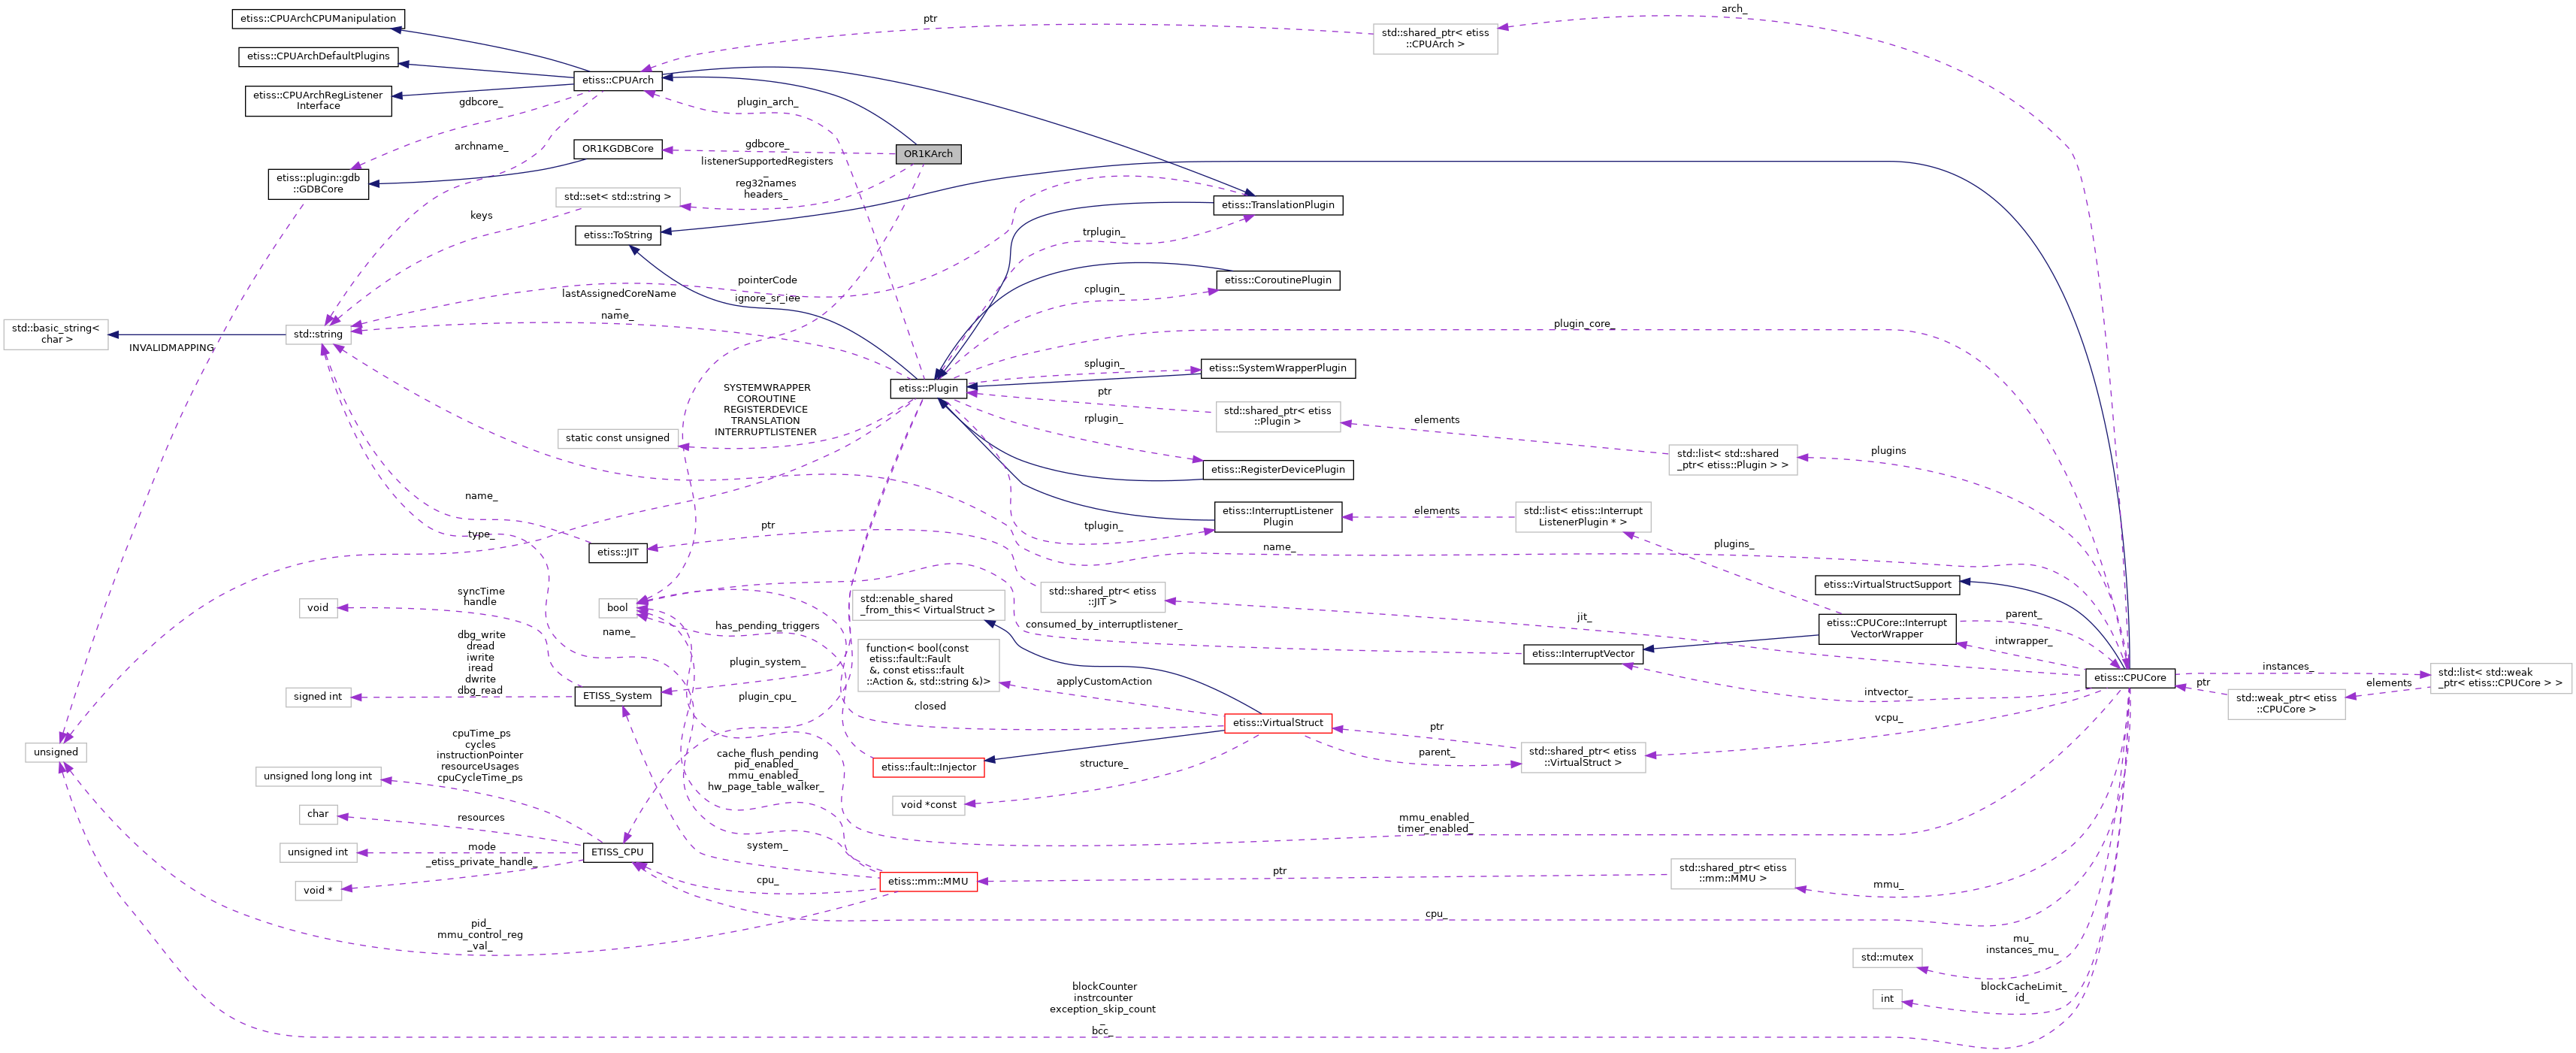 etiss::CPUArchCPUManipulation
etiss::CPUArchDefaultPlugins
etiss::CPUArchRegListener
Interface
etiss::CPUArch
ptr
std::shared_ptr< etiss
::CPUArch >
arch_
gdbcore_
plugin_arch_
archname_
OR1KGDBCore
gdbcore_
OR1KArch
listenerSupportedRegisters
_
reg32names
headers_
etiss::plugin::gdb
::GDBCore
std::set< std::string >
keys
etiss::ToString
etiss::TranslationPlugin
trplugin_
etiss::CoroutinePlugin
cplugin_
pointerCode
ignore_sr_iee
lastAssignedCoreName
_
name_
std::basic_string<
char >
std::string
INVALIDMAPPING
plugin_core_
etiss::Plugin
splugin_
etiss::SystemWrapperPlugin
ptr
std::shared_ptr< etiss
::Plugin >
elements
std::list< std::shared
_ptr< etiss::Plugin > >
plugins
SYSTEMWRAPPER
COROUTINE
REGISTERDEVICE
TRANSLATION
INTERRUPTLISTENER
static const unsigned
rplugin_
etiss::RegisterDevicePlugin
etiss::InterruptListener
Plugin
elements
std::list< etiss::Interrupt
ListenerPlugin * >
name_
type_
etiss::JIT
ptr
tplugin_
name_
plugins_
syncTime
handle
void
bool
std::enable_shared
_from_this< VirtualStruct >
std::shared_ptr< etiss
::JIT >
etiss::VirtualStructSupport
name_
has_pending_triggers
consumed_by_interruptlistener_
jit_
etiss::CPUCore::Interrupt
VectorWrapper
parent_
intwrapper_
dbg_write
dread
iwrite
iread
dwrite
dbg_read
signed int
ETISS_System
plugin_system_
plugin_cpu_
function< bool(const
etiss::fault::Fault
&, const etiss::fault
::Action &, std::string &)>
applyCustomAction
etiss::InterruptVector
intvector_
etiss::CPUCore
instances_
ptr
std::weak_ptr< etiss
::CPUCore >
elements
std::list< std::weak
_ptr< etiss::CPUCore > >
closed
etiss::VirtualStruct
ptr
parent_
std::shared_ptr< etiss
::VirtualStruct >
vcpu_
unsigned
cpuTime_ps
cycles
instructionPointer
resourceUsages
cpuCycleTime_ps
unsigned long long int
cache_flush_pending
pid_enabled_
mmu_enabled_
hw_page_table_walker_
etiss::fault::Injector
structure_
void *const
char
resources
mode
unsigned int
_etiss_private_handle_
void *
ETISS_CPU
system_
cpu_
etiss::mm::MMU
mmu_enabled_
timer_enabled_
ptr
std::shared_ptr< etiss
::mm::MMU >
mmu_
cpu_
pid_
mmu_control_reg
_val_
mu_
instances_mu_
std::mutex
blockCacheLimit_
id_
int
blockCounter
instrcounter
exception_skip_count
_
bcc_